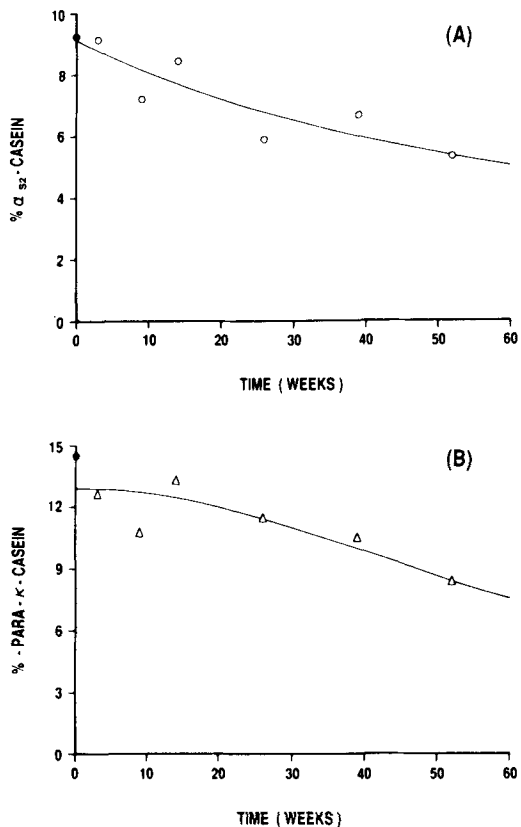 (A)
10
8
6
4
2
0
% α s2 - CASEIN
0 10 20 30 40 50 60
TIME ( WEEKS )
(B)
15
12
9
6
3
0
% - PARA - κ - CASEIN
0 10 20 30 40 50 60
TIME (WEEKS)